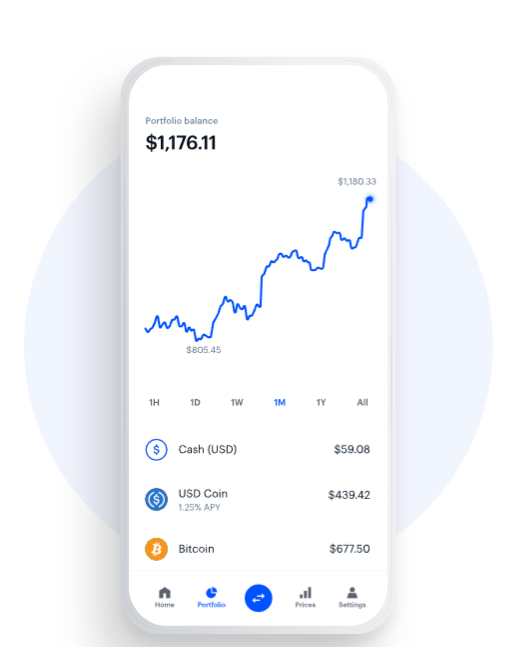 Portfolio balance
$1,176.11
$1,180.33
$805.45
1H 1D 1W 1M 1Y All
Cash (USD) $59.08
USD Coin $439.42
1.25% APY
Bitcoin $677.50
Home Portfolio Prices Settings